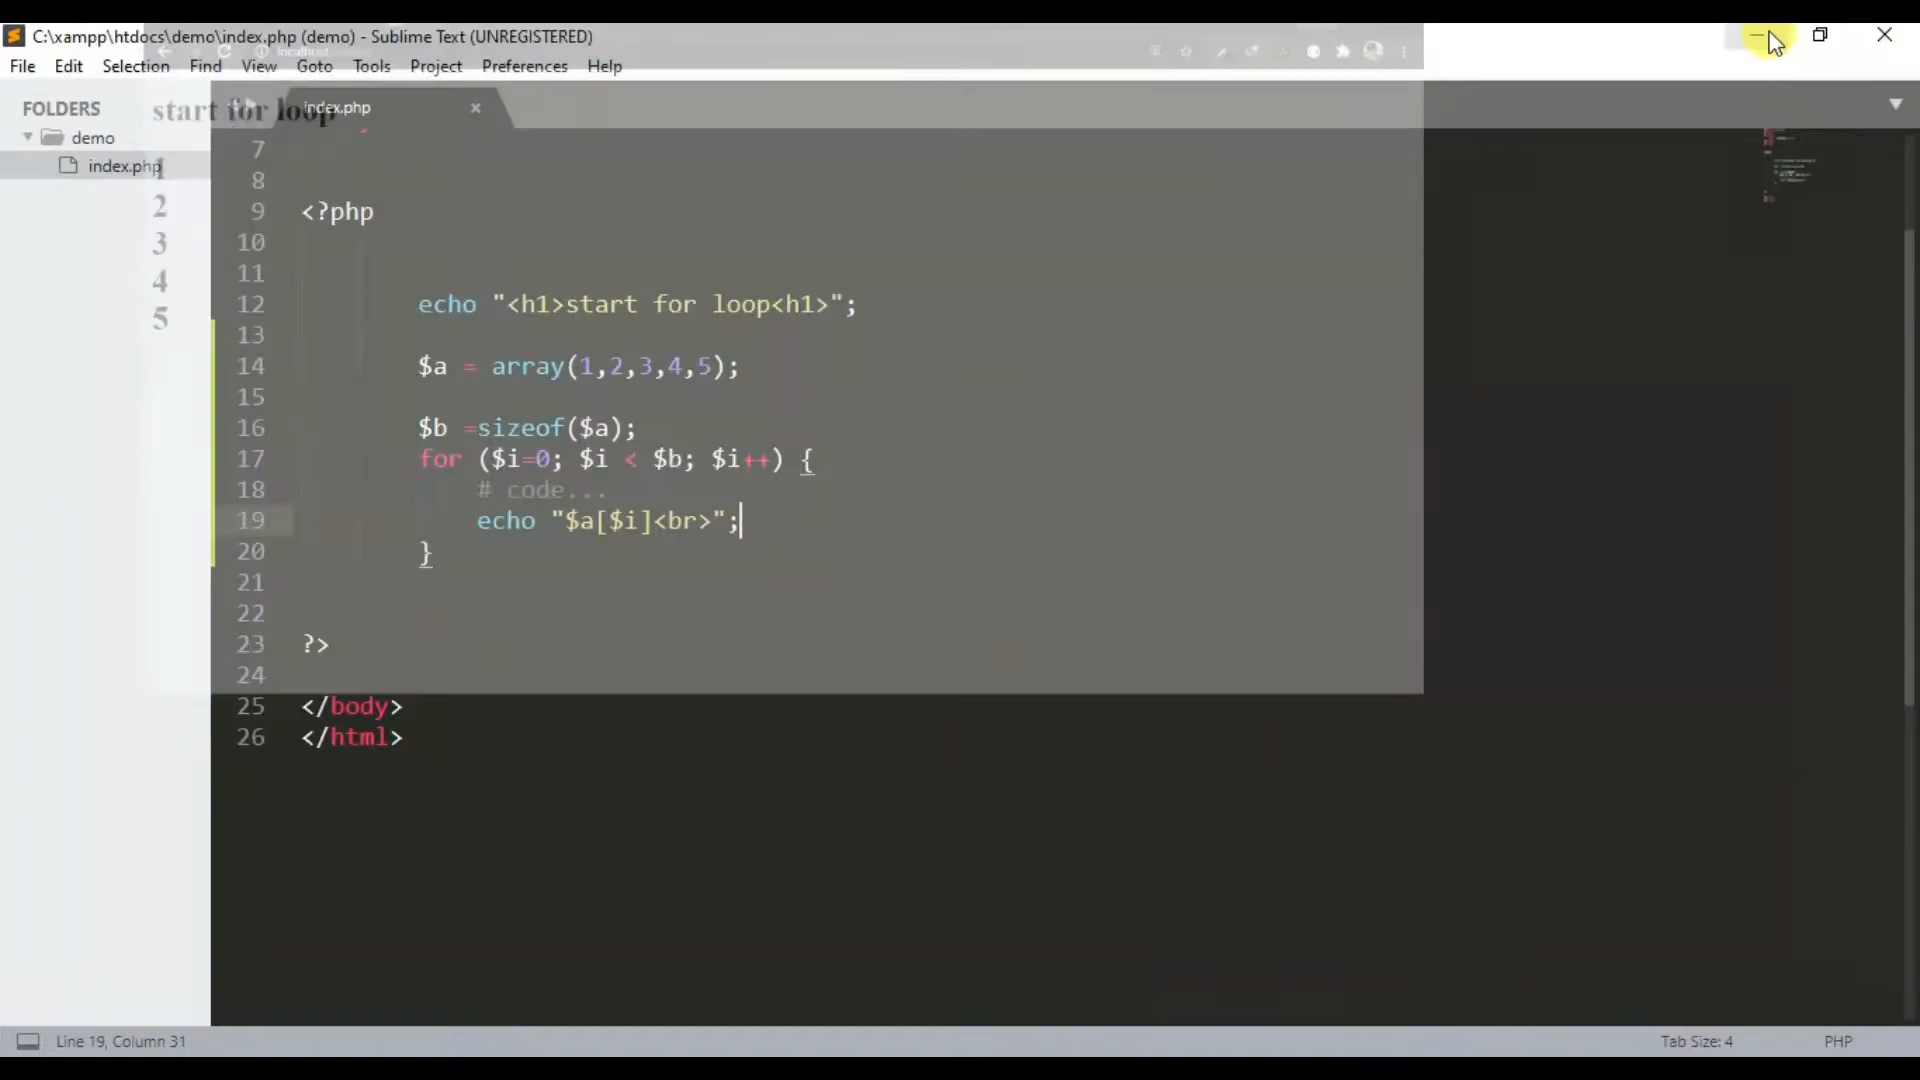 C:\xampp\htdocs\demo\index.php (demo) - Sublime Text (UNREGISTERED)
localhost
File Edit Selection Find View Goto Tools Project Preferences Help
FOLDERS
demo
index.php
start for loop
1
2
3
4
5
index.php
7
8
9 <?php
10
11
12 echo "<h1>start for loop<h1>";
13
14 $a = array(1,2,3,4,5);
15
16 $b =sizeof($a);
17 for ($i=0; $i < $b; $i++) {
18 # code...
19 echo "$a[$i]<br>";
20 }
21
22
23 ?>
24
25 </body>
26 </html>
Line 19, Column 31
Tab Size: 4
PHP